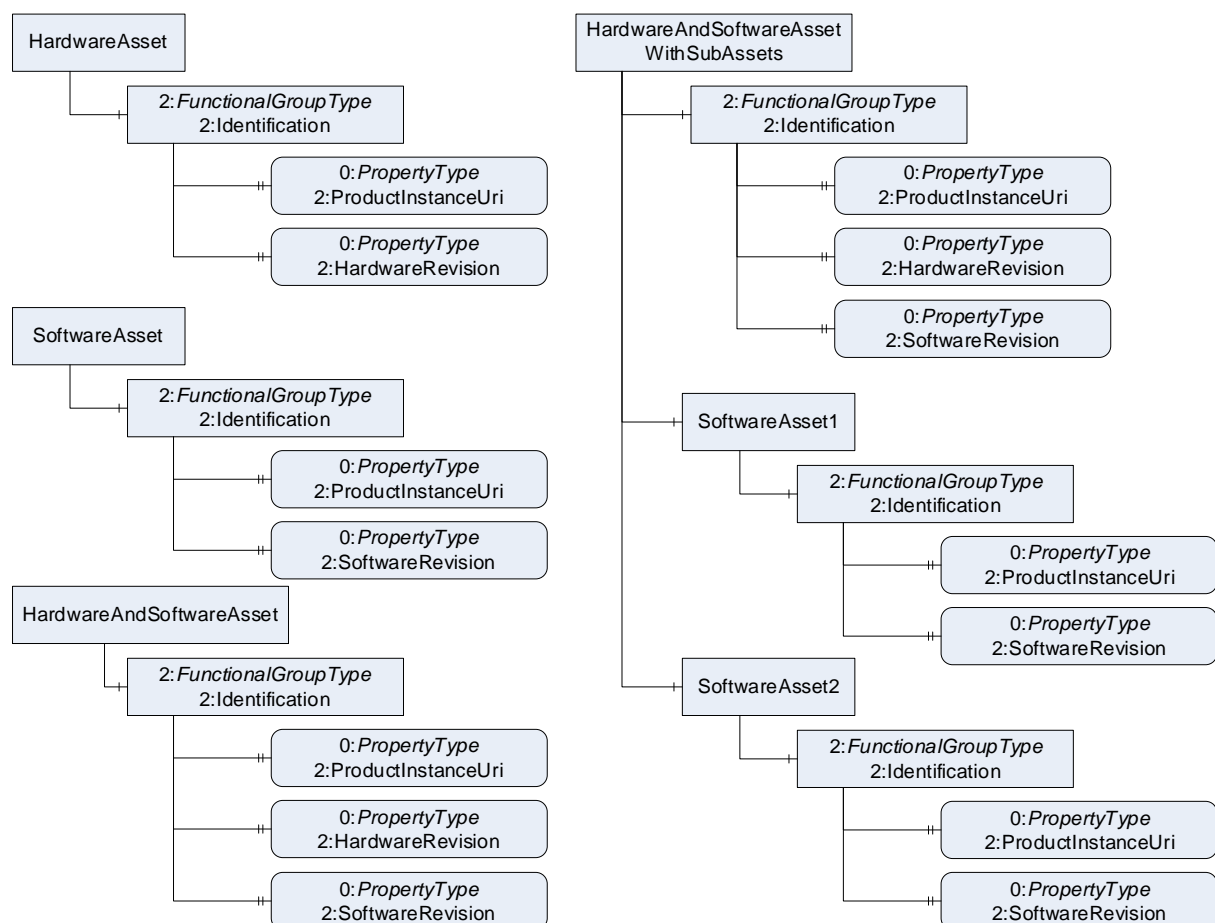 HardwareAsset
2:FunctionalGroupType
2:Identification
0:PropertyType
2:ProductInstanceUri
0:PropertyType
2:HardwareRevision
SoftwareAsset
2:FunctionalGroupType
2:Identification
0:PropertyType
2:ProductInstanceUri
0:PropertyType
2:SoftwareRevision
HardwareAndSoftwareAsset
2:FunctionalGroupType
2:Identification
0:PropertyType
2:ProductInstanceUri
0:PropertyType
2:HardwareRevision
0:PropertyType
2:SoftwareRevision
HardwareAndSoftwareAsset
WithSubAssets
2:FunctionalGroupType
2:Identification
0:PropertyType
2:ProductInstanceUri
0:PropertyType
2:HardwareRevision
0:PropertyType
2:SoftwareRevision
SoftwareAsset1
2:FunctionalGroupType
2:Identification
0:PropertyType
2:ProductInstanceUri
0:PropertyType
2:SoftwareRevision
SoftwareAsset2
2:FunctionalGroupType
2:Identification
0:PropertyType
2:ProductInstanceUri
0:PropertyType
2:SoftwareRevision